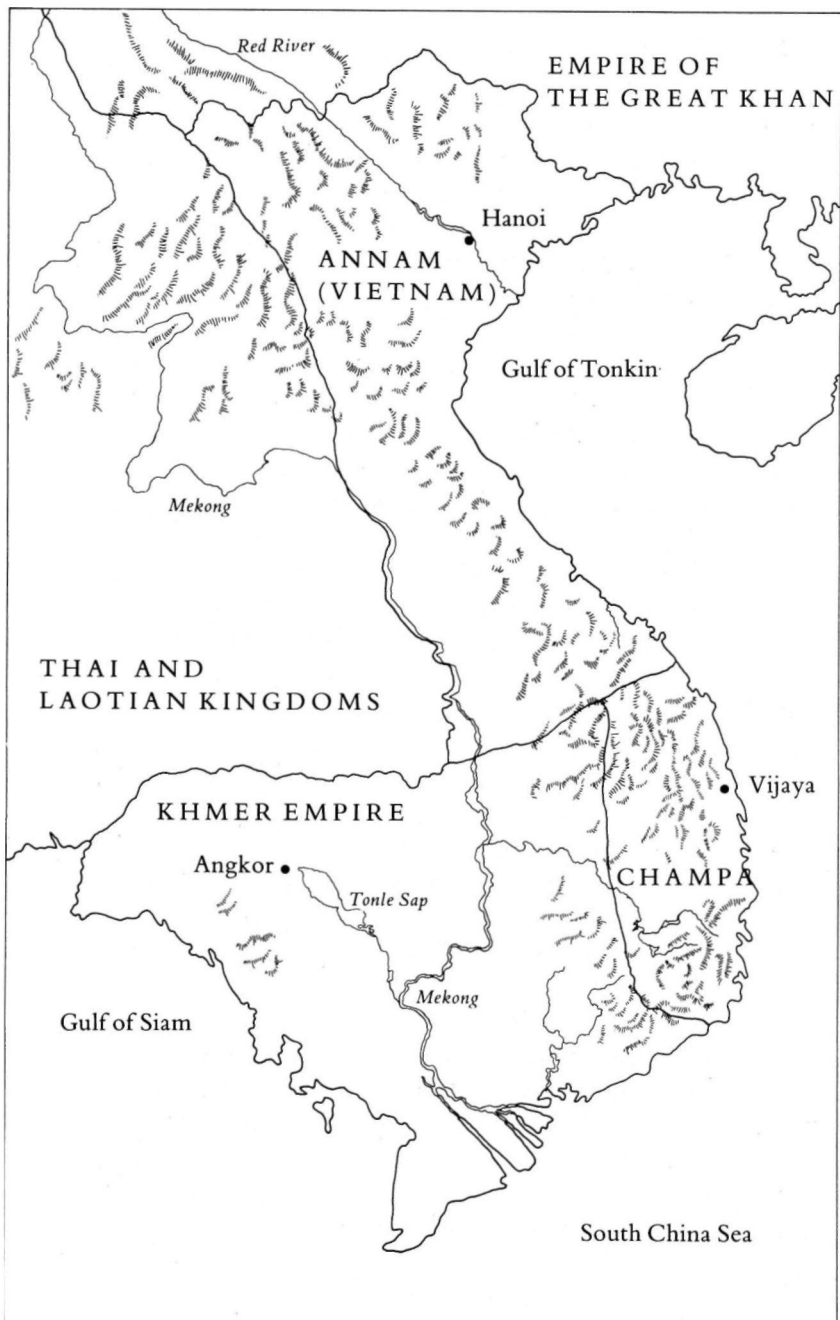 Red River
EMPIRE OF
THE GREAT KHAN
Hanoi
ANNAM
(VIETNAM)
Gulf of Tonkin
Mekong
THAI AND
LAOTIAN KINGDOMS
Vijaya
KHMER EMPIRE
Angkor
CHAMPA
Tonle Sap
Mekong
Gulf of Siam
South China Sea